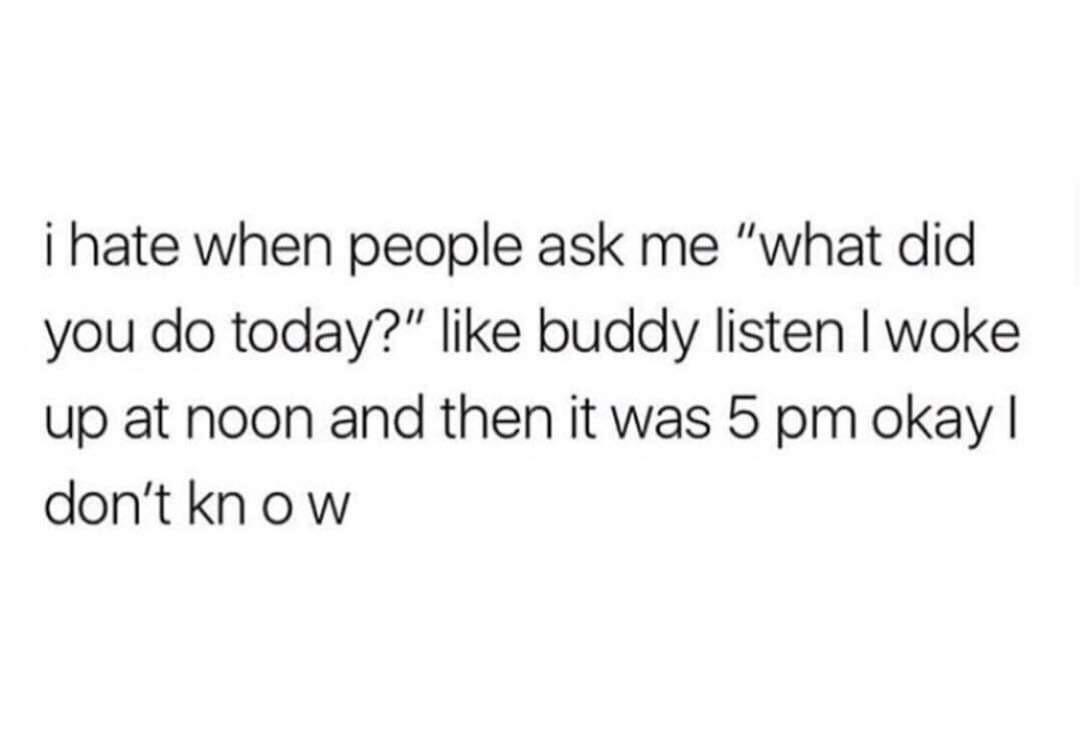 i hate when people ask me "what did
you do today?" like buddy listen I woke
up at noon and then it was 5 pm okay I
don't kn o w